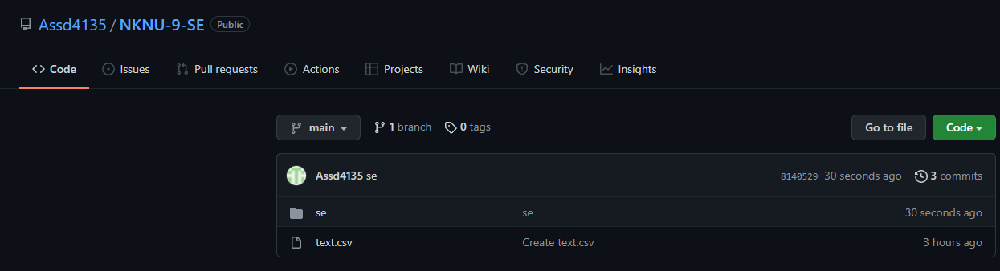 Assd4135 / NKNU-9-SE Public
Code Issues Pull requests Actions Projects Wiki Security Insights
main 1 branch 0 tags Go to file Code
Assd4135 se 8140529 30 seconds ago 3 commits
se se 30 seconds ago
text.csv Create text.csv 3 hours ago